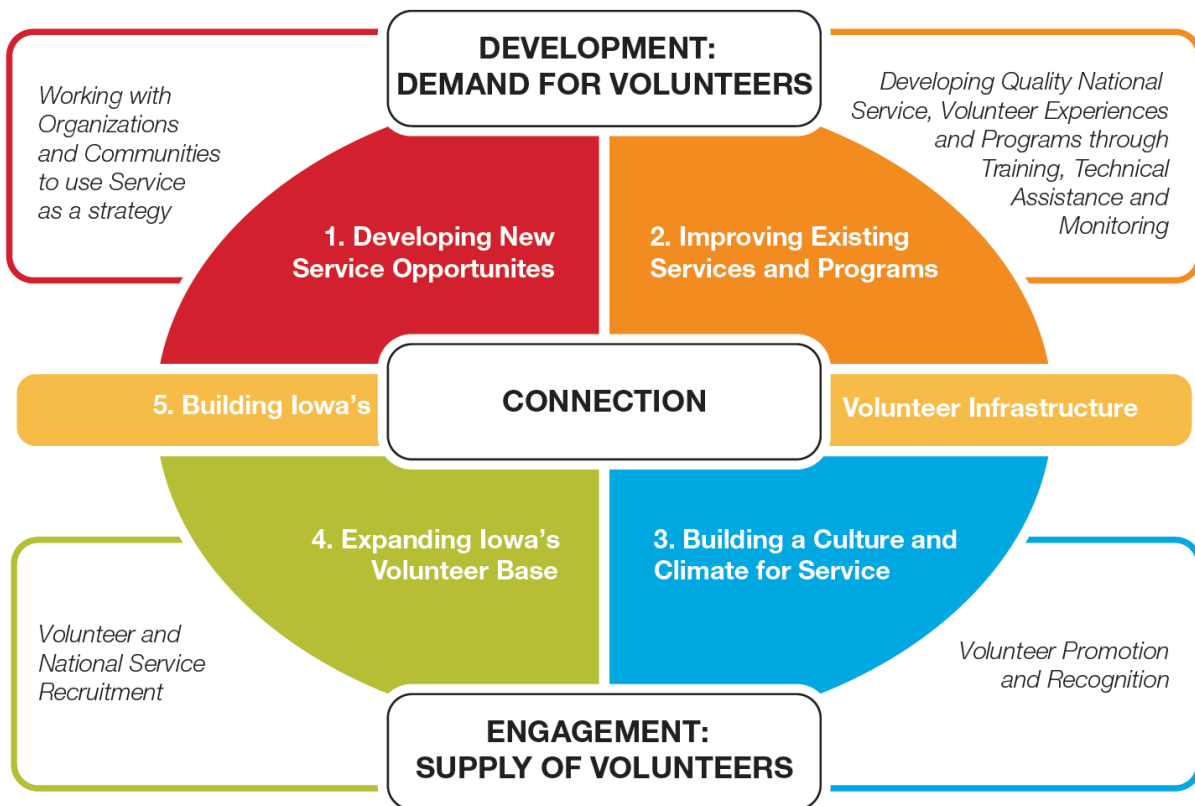 DEVELOPMENT:
DEMAND FOR VOLUNTEERS
Working with
Organizations
and Communities
to use Service
as a strategy
Developing Quality National
Service, Volunteer Experiences
and Programs through
Training, Technical
Assistance and
Monitoring
1. Developing New
Service Opportunites
2. Improving Existing
Services and Programs
5. Building Iowa's
CONNECTION
Volunteer Infrastructure
4. Expanding Iowa's
Volunteer Base
3. Building a Culture and
Climate for Service
Volunteer and
National Service
Recruitment
Volunteer Promotion
and Recognition
ENGAGEMENT:
SUPPLY OF VOLUNTEERS